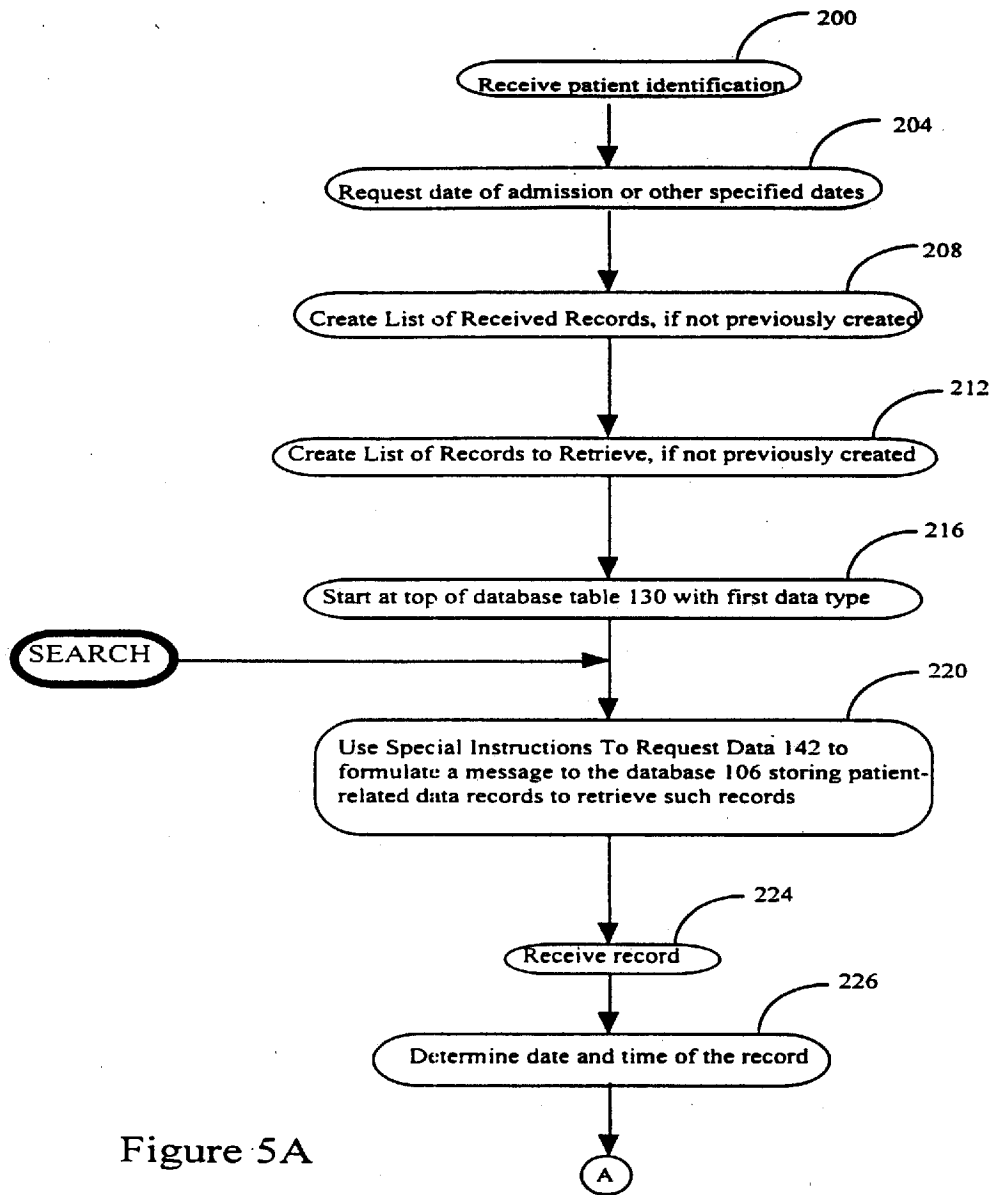 200
Receive patient identification
204
Request date of admission or other specified dates
208
Create List of Received Records, if not previously created
212
Create List of Records to Retrieve, if not previously created
216
Start at top of database table 130 with first data type
SEARCH
220
Use Special Instructions To Request Data 142 to
formulate a message to the database 106 storing patient-
related data records to retrieve such records
224
Receive record
226
Determine date and time of the record
Figure 5A
A